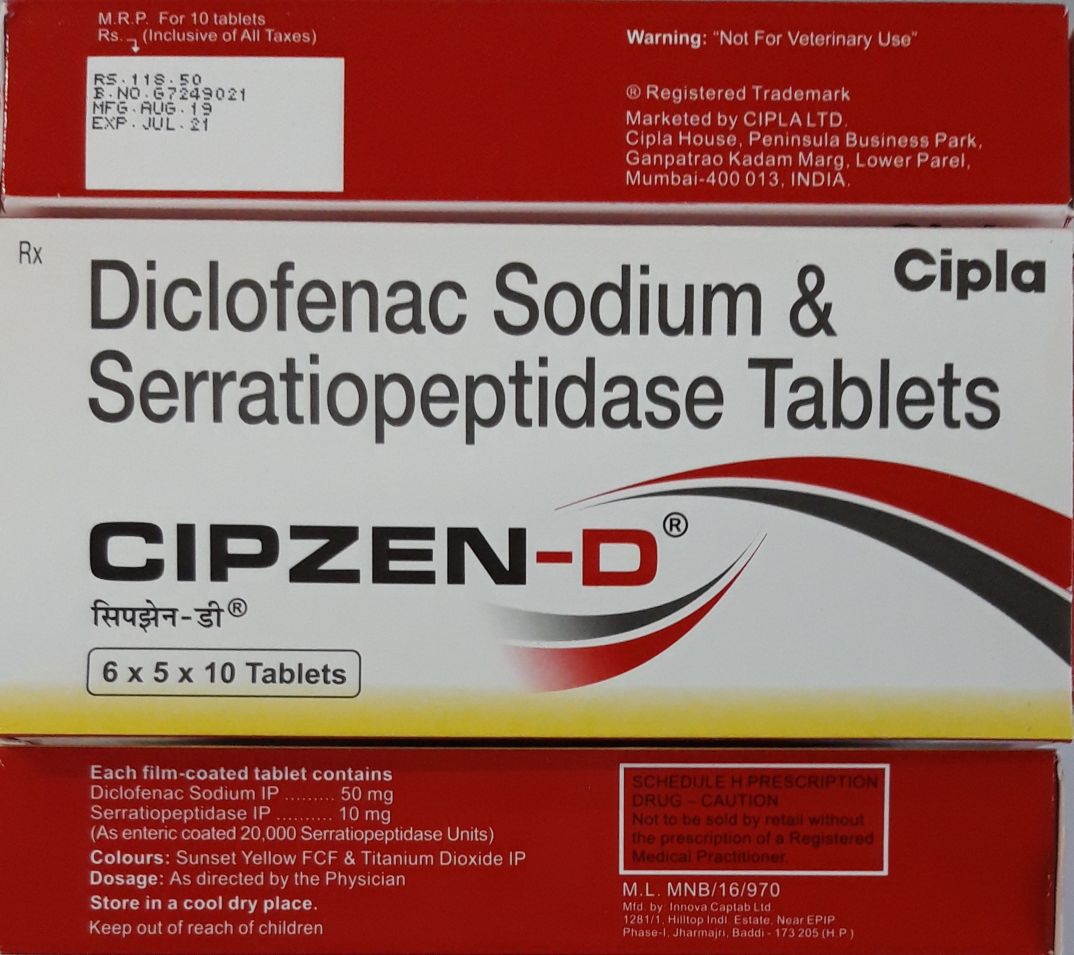 M.R.P. For 10 tablets
Rs. (Inclusive of All Taxes)
RS.118.50
B.NO.G7249021
MFG.AUG.19
EXP.JUL.21
Warning: "Not For Veterinary Use"
® Registered Trademark
Marketed by CIPLA LTD.
Cipla House, Peninsula Business Park,
Ganpatrao Kadam Marg, Lower Parel,
Mumbai-400 013, INDIA.
Rx
Cipla
Diclofenac Sodium &
Serratiopeptidase Tablets
CIPZEN-D®
सिपझेन-डी®
6 x 5 x 10 Tablets
Each film-coated tablet contains
Diclofenac Sodium IP ......... 50 mg
Serratiopeptidase IP .......... 10 mg
(As enteric coated 20,000 Serratiopeptidase Units)
Colours: Sunset Yellow FCF & Titanium Dioxide IP
Dosage: As directed by the Physician
Store in a cool dry place.
Keep out of reach of children
SCHEDULE H PRESCRIPTION
DRUG – CAUTION
Not to be sold by retail without
the prescription of a Registered
Medical Practitioner.
M.L. MNB/16/970
Mfd. by: Innova Captab Ltd.
1281/1, Hilltop Indl. Estate, Near EPIP
Phase-I, Jharmajri, Baddi - 173 205 (H.P.)